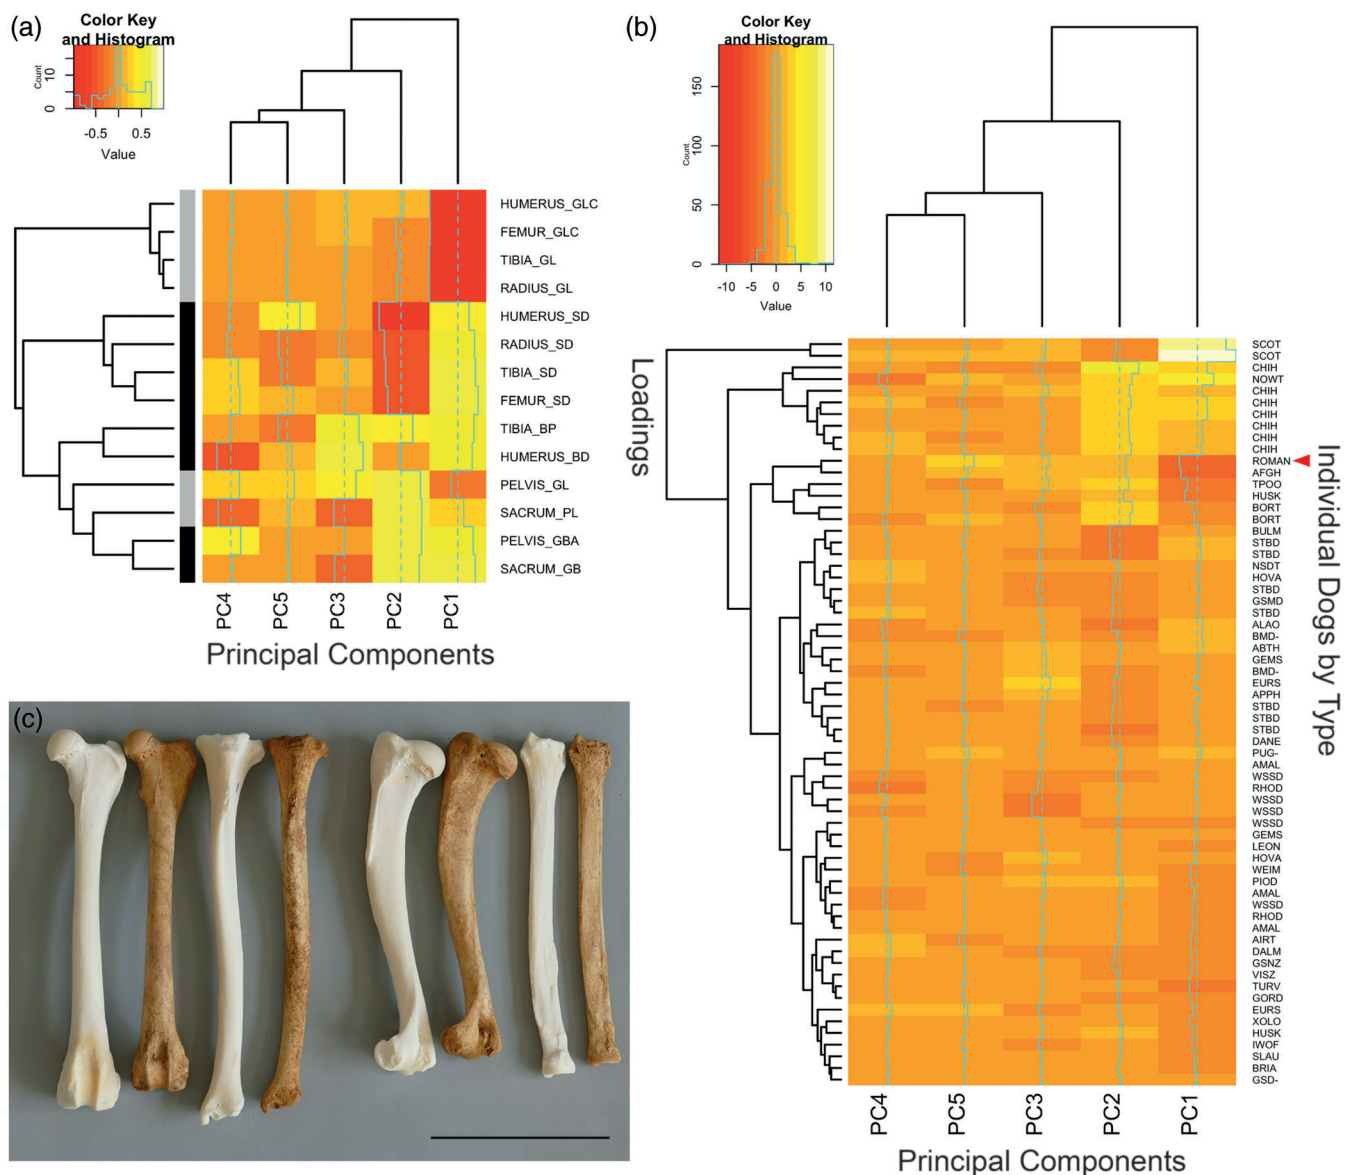 (a)
Color Key
and Histogram
Count
0 10
-0.5 0.5
Value
HUMERUS_GLC
FEMUR_GLC
TIBIA_GL
RADIUS_GL
HUMERUS_SD
RADIUS_SD
TIBIA_SD
FEMUR_SD
TIBIA_BP
HUMERUS_BD
PELVIS_GL
SACRUM_PL
PELVIS_GBA
SACRUM_GB
Loadings
PC4 PC5 PC3 PC2 PC1
Principal Components
(b)
Color Key
and Histogram
Count
0 50 100 150
-10 -5 0 5 10
Value
SCOT
SCOT
CHIH
NOWT
CHIH
CHIH
CHIH
CHIH
CHIH
CHIH
ROMAN
AFGH
TPOO
HUSK
BORT
BORT
BULM
STBD
STBD
NSDT
HOVA
STBD
GSMD
STBD
ALAO
BMD-
ABTH
GEMS
BMD-
EURS
APPH
STBD
STBD
STBD
DANE
PUG-
AMAL
WSSD
RHOD
WSSD
WSSD
WSSD
GEMS
LEON
HOVA
WEIM
PIOD
AMAL
WSSD
RHOD
AMAL
AIRT
DALM
GSNZ
VISZ
TURV
GORD
EURS
XOLO
HUSK
IWOF
SLAU
BRIA
GSD-
Individual Dogs by Type
PC4 PC5 PC3 PC2 PC1
Principal Components
(c)